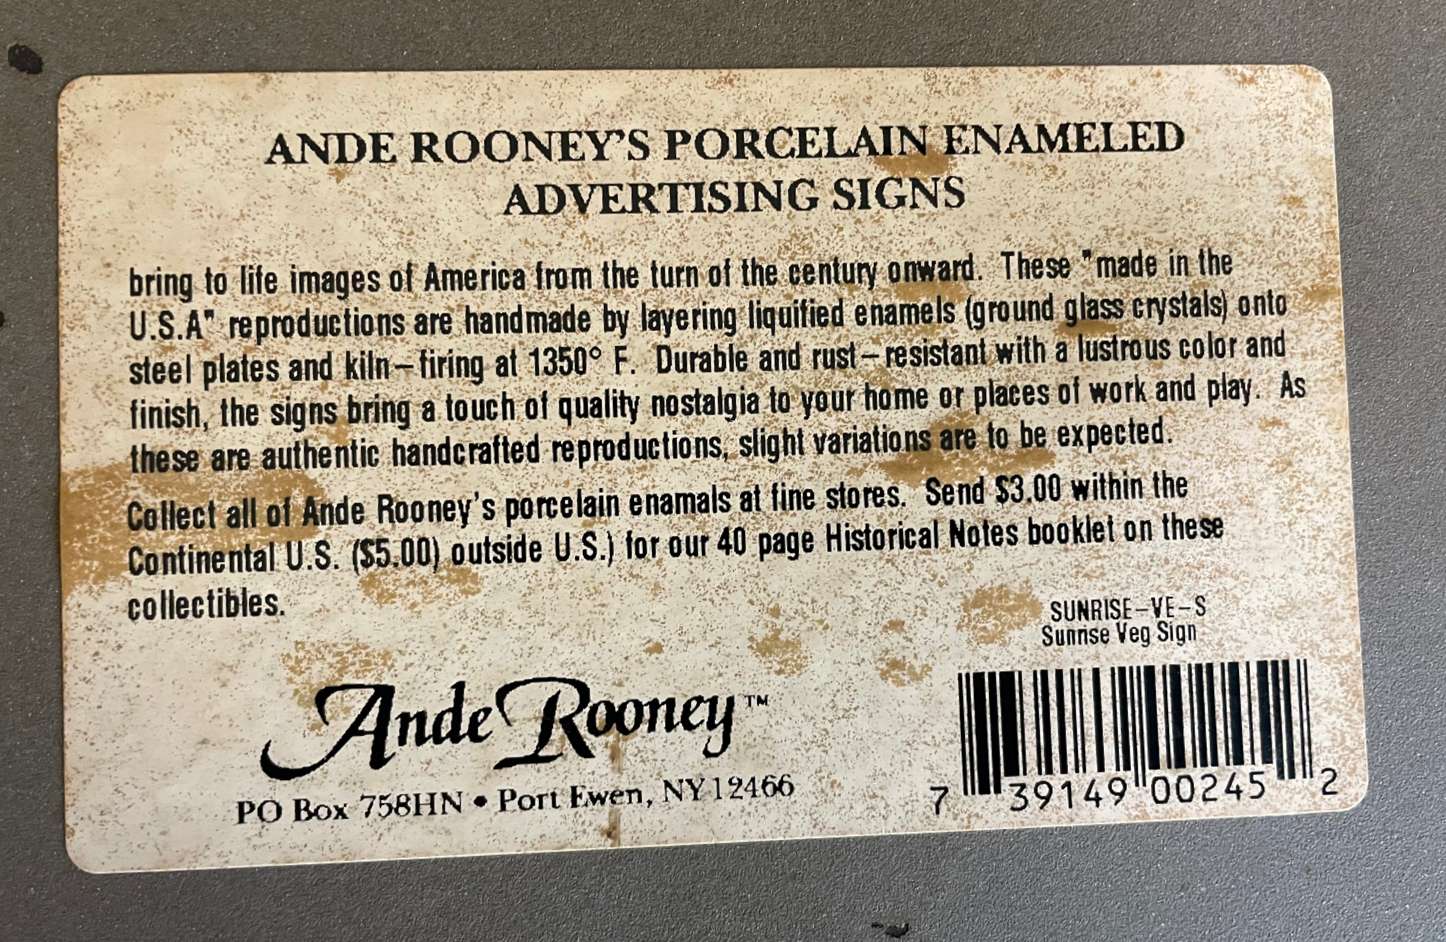 ANDE ROONEY'S PORCELAIN ENAMELED
ADVERTISING SIGNS
bring to life images of America from the turn of the century onward. These "made in the
U.S.A" reproductions are handmade by layering liquified enamels (ground glass crystals) onto
steel plates and kiln-firing at 1350° F. Durable and rust-resistant with a lustrous color and
finish, the signs bring a touch of quality nostalgia to your home or places of work and play. As
these are authentic handcrafted reproductions, slight variations are to be expected.
Collect all of Ande Rooney's porcelain enamals at fine stores. Send $3.00 within the
Continental U.S. ($5.00) outside U.S.) for our 40 page Historical Notes booklet on these
collectibles.
SUNRISE-VE-S
Sunrise Veg Sign
Ande Rooney™
PO Box 758HN • Port Ewen, NY 12466
7 39149 00245 2